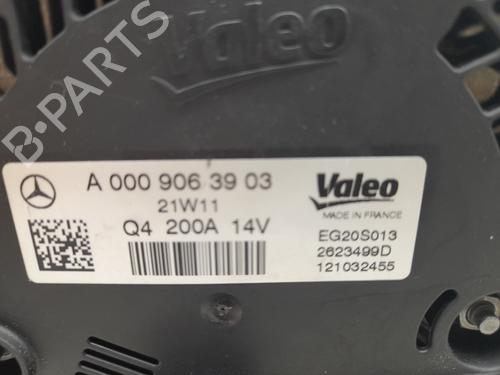 Valeo
B-PARTS
A 000 906 39 03
21W11
Q4 200A 14V
Valeo
MADE IN FRANCE
EG20S013
2623499D
121032455